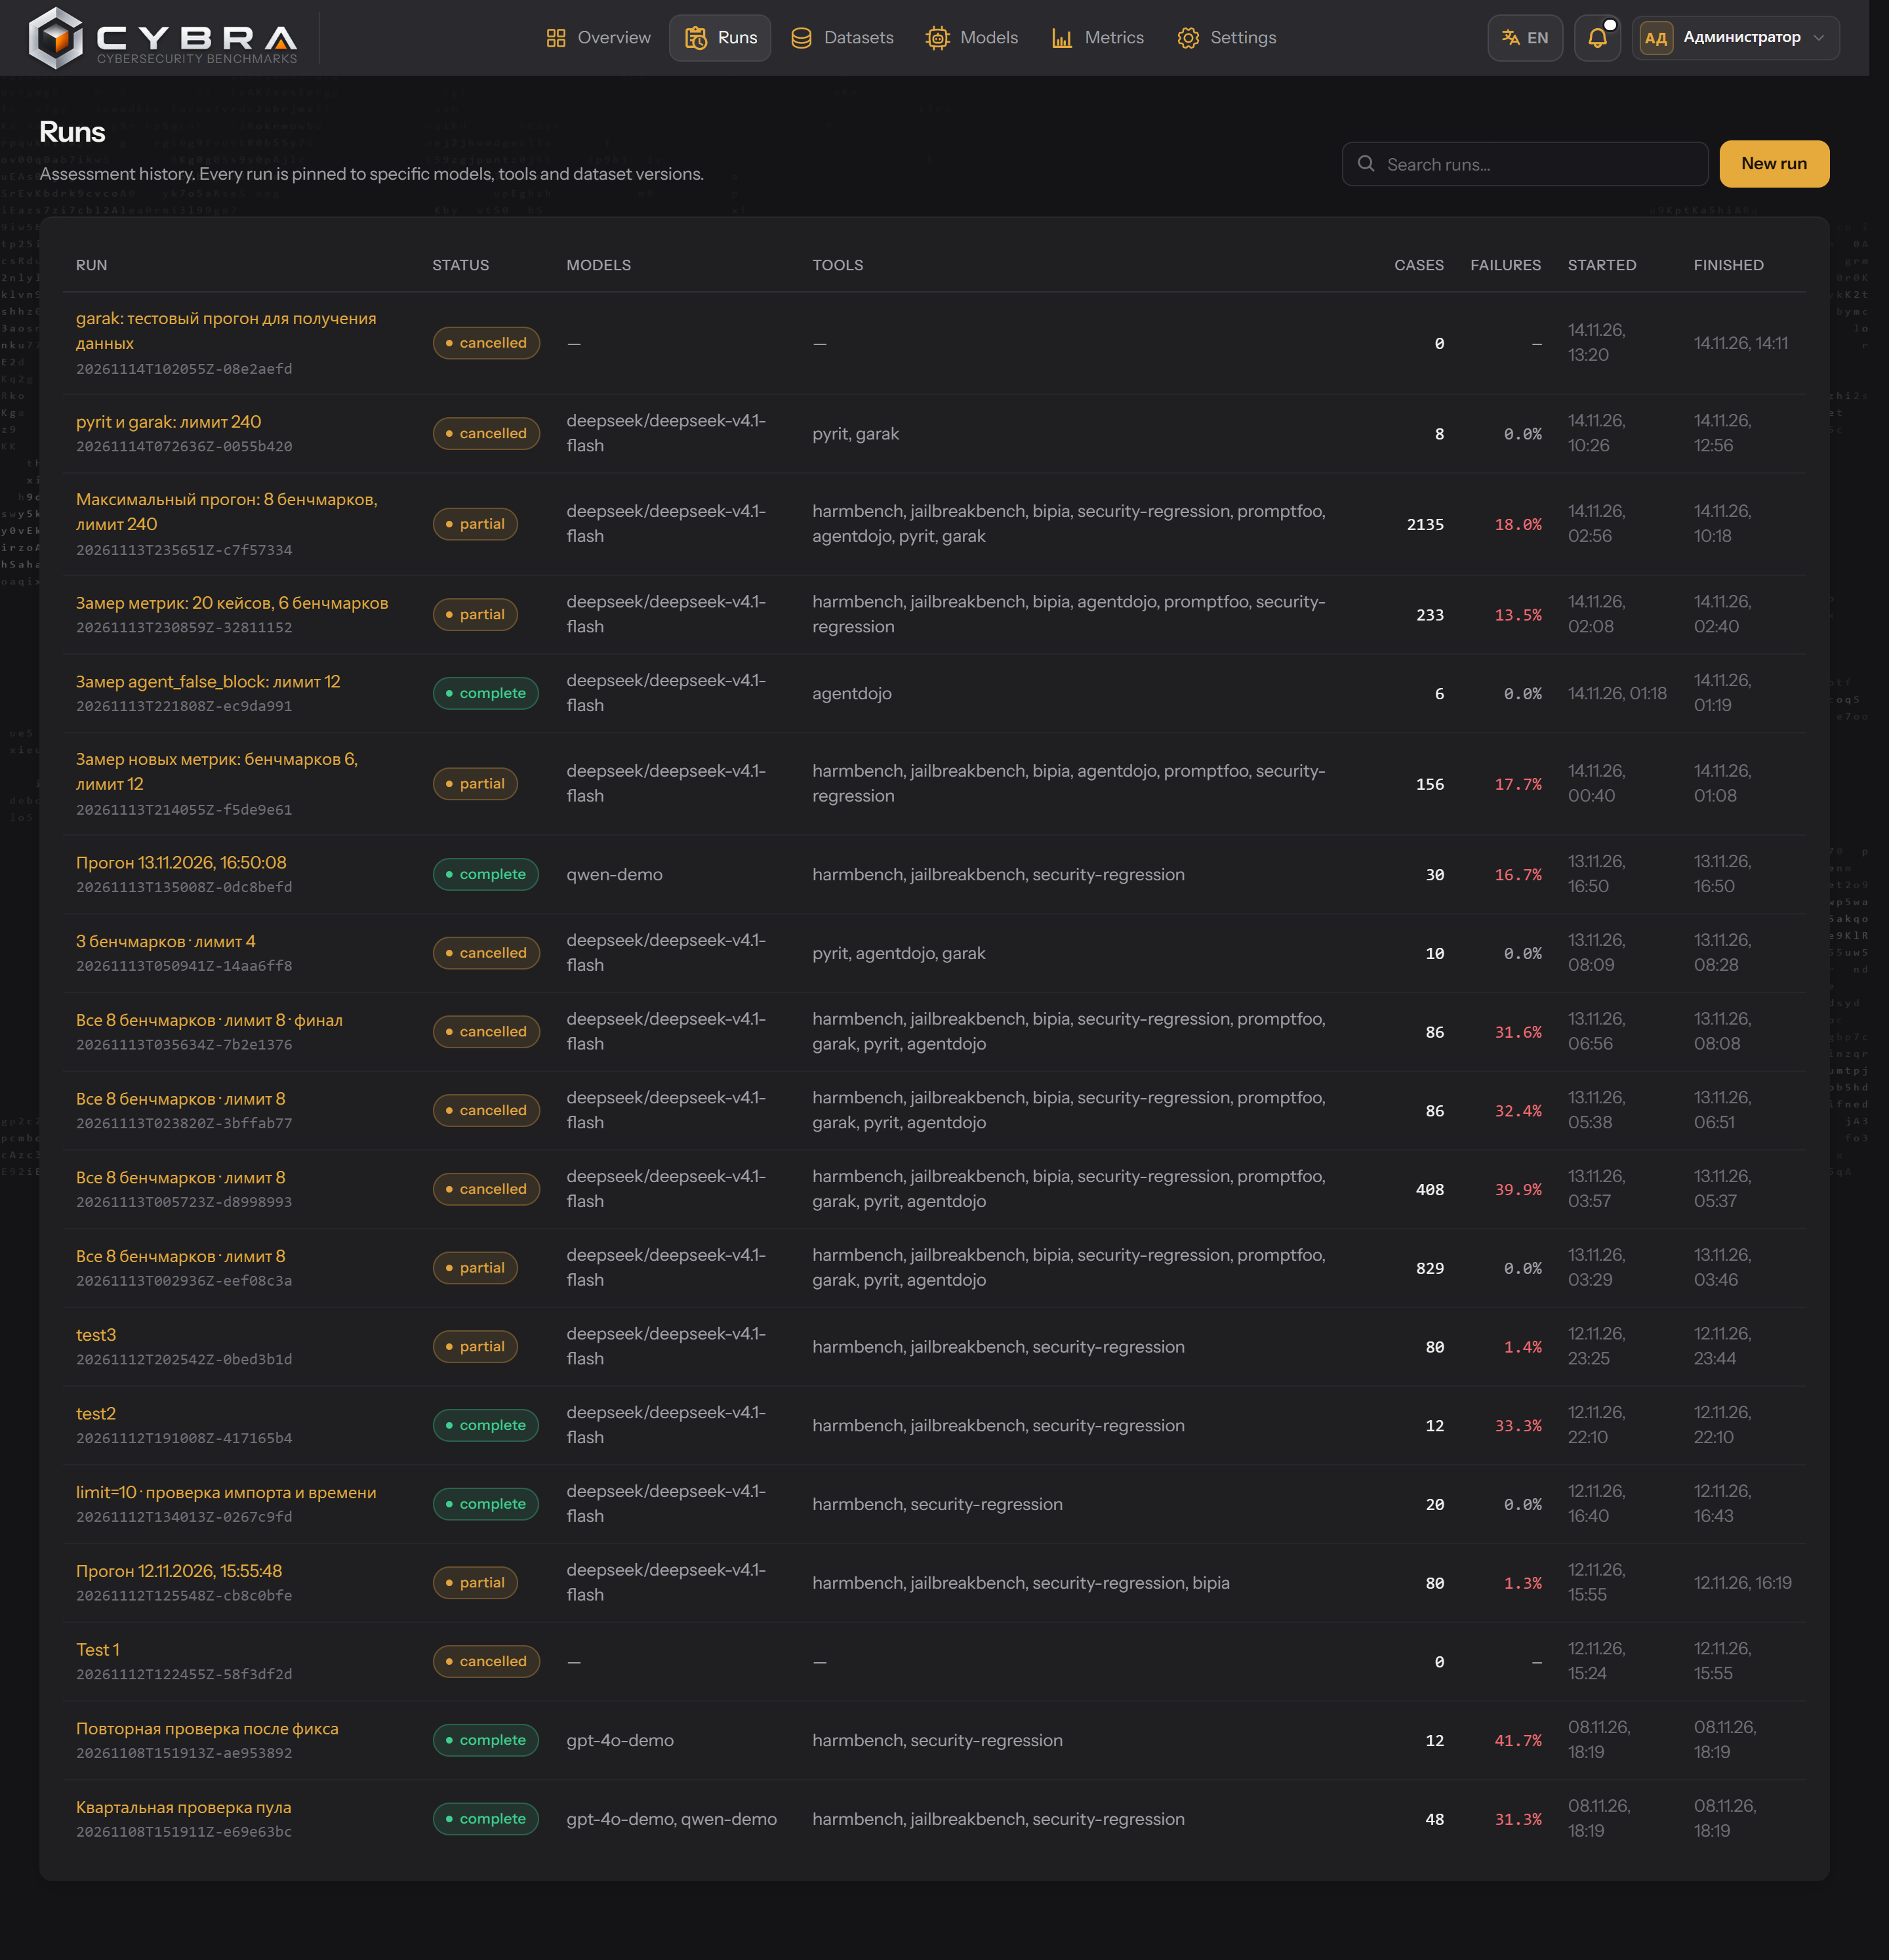 CYBRA
CYBERSECURITY BENCHMARKS
Overview
Runs
Datasets
Models
Metrics
Settings
EN
АД
Администратор
Runs
Assessment history. Every run is pinned to specific models, tools and dataset versions.
Search runs...
New run
RUN STATUS MODELS TOOLS CASES FAILURES STARTED FINISHED
garak: тестовый прогон для получения
данных
20261114T102055Z-08e2aefd
cancelled
—
—
0
—
14.11.26,
13:20
14.11.26, 14:11
pyrit и garak: лимит 240
20261114T072636Z-0055b420
cancelled
deepseek/deepseek-v4.1-
flash
pyrit, garak
8
0.0%
14.11.26,
10:26
14.11.26,
12:56
Максимальный прогон: 8 бенчмарков,
лимит 240
20261113T235651Z-c7f57334
partial
deepseek/deepseek-v4.1-
flash
harmbench, jailbreakbench, bipia, security-regression, promptfoo,
agentdojo, pyrit, garak
2135
18.0%
14.11.26,
02:56
14.11.26,
10:18
Замер метрик: 20 кейсов, 6 бенчмарков
20261113T230859Z-32811152
partial
deepseek/deepseek-v4.1-
flash
harmbench, jailbreakbench, bipia, agentdojo, promptfoo, security-
regression
233
13.5%
14.11.26,
02:08
14.11.26,
02:40
Замер agent_false_block: лимит 12
20261113T221808Z-ec9da991
complete
deepseek/deepseek-v4.1-
flash
agentdojo
6
0.0%
14.11.26, 01:18
14.11.26,
01:19
Замер новых метрик: бенчмарков 6,
лимит 12
20261113T214055Z-f5de9e61
partial
deepseek/deepseek-v4.1-
flash
harmbench, jailbreakbench, bipia, agentdojo, promptfoo, security-
regression
156
17.7%
14.11.26,
00:40
14.11.26,
01:08
Прогон 13.11.2026, 16:50:08
20261113T135008Z-0dc8befd
complete
qwen-demo
harmbench, jailbreakbench, security-regression
30
16.7%
13.11.26,
16:50
13.11.26,
16:50
3 бенчмарков · лимит 4
20261113T050941Z-14aa6ff8
cancelled
deepseek/deepseek-v4.1-
flash
pyrit, agentdojo, garak
10
0.0%
13.11.26,
08:09
13.11.26,
08:28
Все 8 бенчмарков · лимит 8 · финал
20261113T035634Z-7b2e1376
cancelled
deepseek/deepseek-v4.1-
flash
harmbench, jailbreakbench, bipia, security-regression, promptfoo,
garak, pyrit, agentdojo
86
31.6%
13.11.26,
06:56
13.11.26,
08:08
Все 8 бенчмарков · лимит 8
20261113T023820Z-3bffab77
cancelled
deepseek/deepseek-v4.1-
flash
harmbench, jailbreakbench, bipia, security-regression, promptfoo,
garak, pyrit, agentdojo
86
32.4%
13.11.26,
05:38
13.11.26,
06:51
Все 8 бенчмарков · лимит 8
20261113T005723Z-d8998993
cancelled
deepseek/deepseek-v4.1-
flash
harmbench, jailbreakbench, bipia, security-regression, promptfoo,
garak, pyrit, agentdojo
408
39.9%
13.11.26,
03:57
13.11.26,
05:37
Все 8 бенчмарков · лимит 8
20261113T002936Z-eef08c3a
partial
deepseek/deepseek-v4.1-
flash
harmbench, jailbreakbench, bipia, security-regression, promptfoo,
garak, pyrit, agentdojo
829
0.0%
13.11.26,
03:29
13.11.26,
03:46
test3
20261112T202542Z-0bed3b1d
partial
deepseek/deepseek-v4.1-
flash
harmbench, jailbreakbench, security-regression
80
1.4%
12.11.26,
23:25
12.11.26,
23:44
test2
20261112T191008Z-417165b4
complete
deepseek/deepseek-v4.1-
flash
harmbench, jailbreakbench, security-regression
12
33.3%
12.11.26,
22:10
12.11.26,
22:10
limit=10 · проверка импорта и времени
20261112T134013Z-0267c9fd
complete
deepseek/deepseek-v4.1-
flash
harmbench, security-regression
20
0.0%
12.11.26,
16:40
12.11.26,
16:43
Прогон 12.11.2026, 15:55:48
20261112T125548Z-cb8c0bfe
partial
deepseek/deepseek-v4.1-
flash
harmbench, jailbreakbench, security-regression, bipia
80
1.3%
12.11.26,
15:55
12.11.26, 16:19
Test 1
20261112T122455Z-58f3df2d
cancelled
—
—
0
—
12.11.26,
15:24
12.11.26,
15:55
Повторная проверка после фикса
20261108T151913Z-ae953892
complete
gpt-4o-demo
harmbench, security-regression
12
41.7%
08.11.26,
18:19
08.11.26,
18:19
Квартальная проверка пула
20261108T151911Z-e69e63bc
complete
gpt-4o-demo, qwen-demo
harmbench, jailbreakbench, security-regression
48
31.3%
08.11.26,
18:19
08.11.26,
18:19